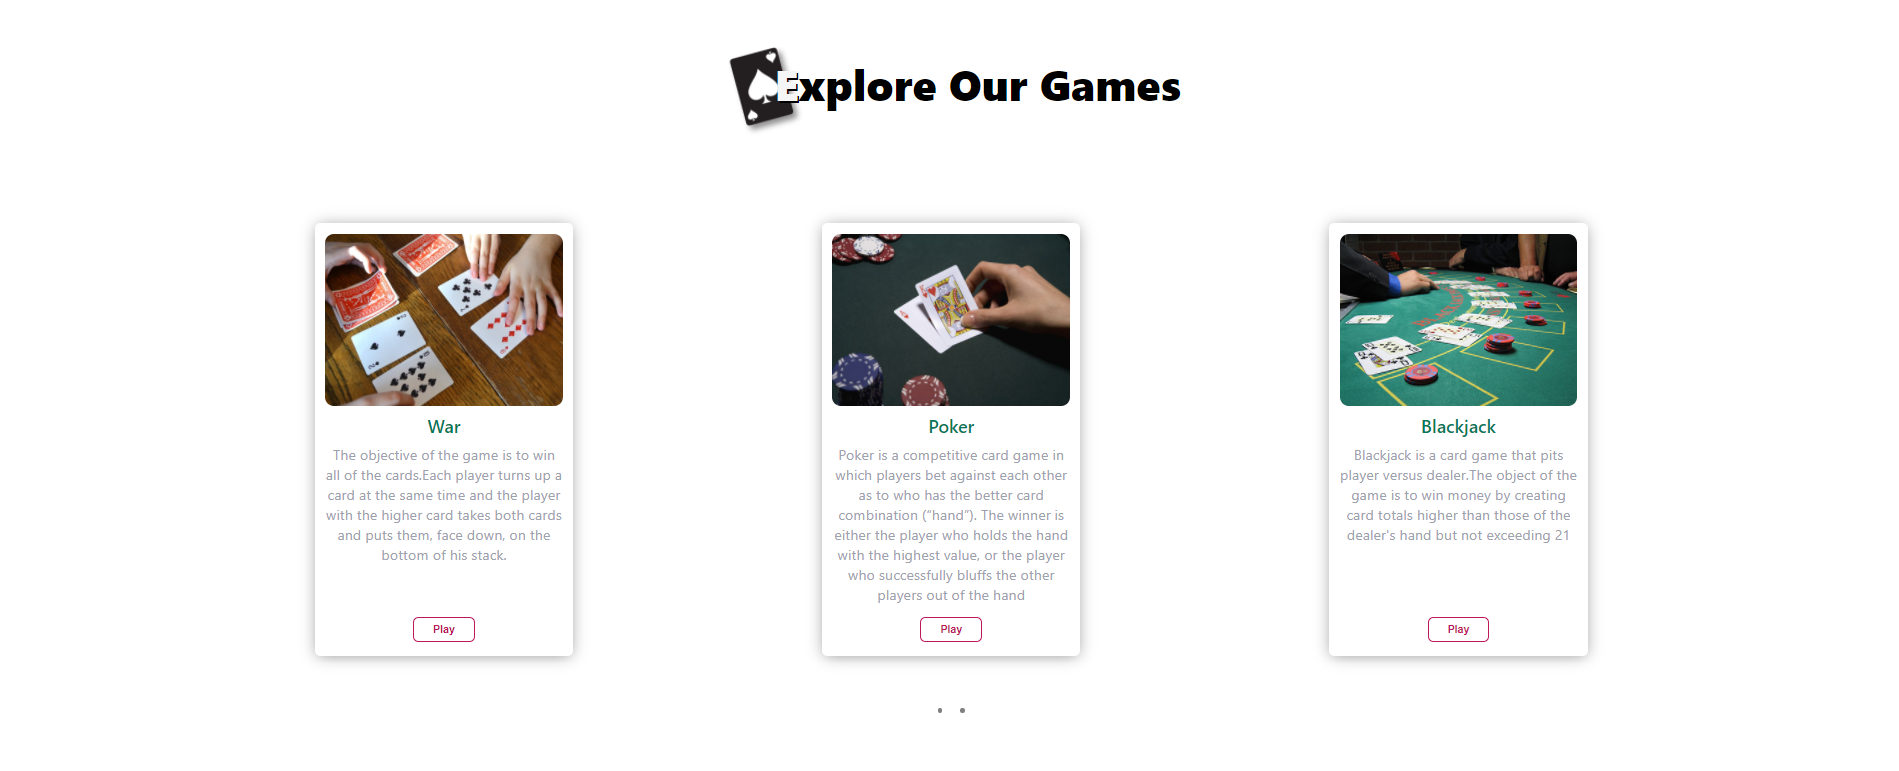 Explore Our Games
War
The objective of the game is to win
all of the cards.Each player turns up a
card at the same time and the player
with the higher card takes both cards
and puts them, face down, on the
bottom of his stack.
Play
Poker
Poker is a competitive card game in
which players bet against each other
as to who has the better card
combination (“hand”). The winner is
either the player who holds the hand
with the highest value, or the player
who successfully bluffs the other
players out of the hand
Play
Blackjack
Blackjack is a card game that pits
player versus dealer.The object of the
game is to win money by creating
card totals higher than those of the
dealer's hand but not exceeding 21
Play